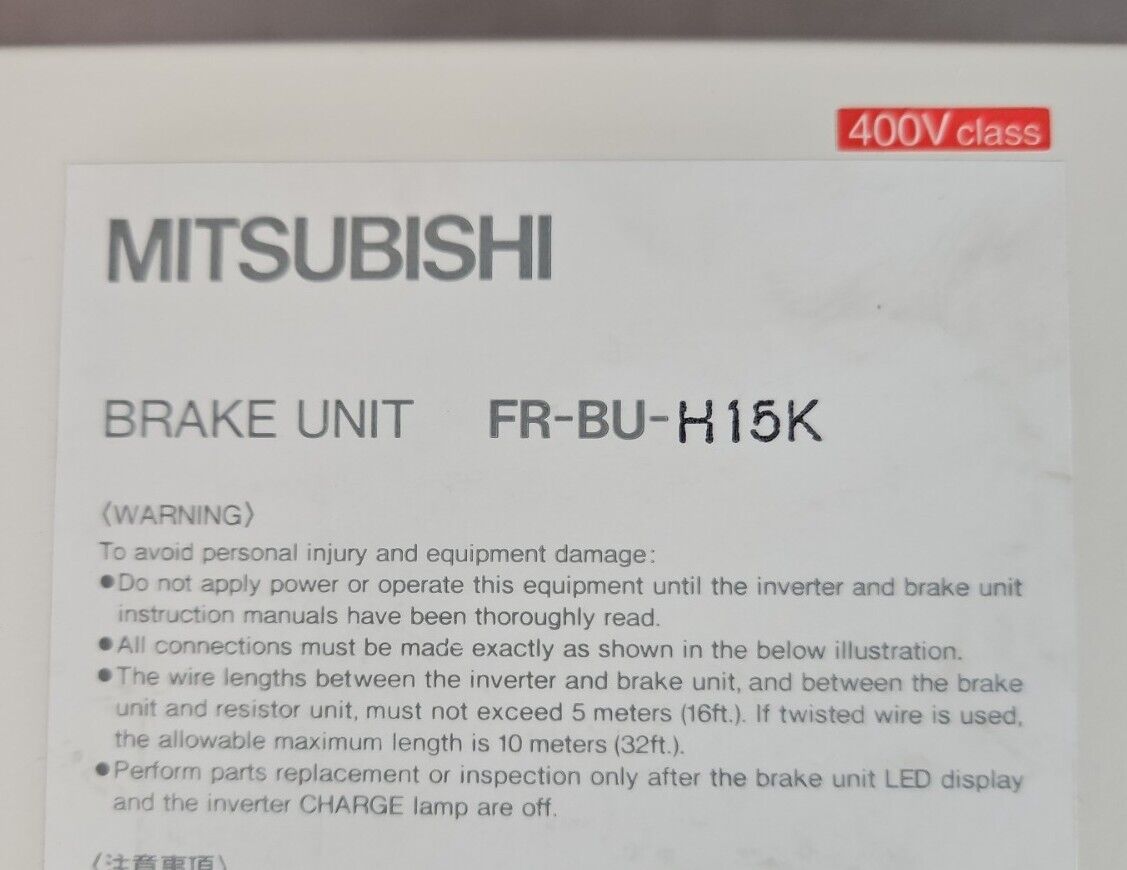 400V class
MITSUBISHI
BRAKE UNIT FR-BU-H15K
〈WARNING〉
To avoid personal injury and equipment damage:
●Do not apply power or operate this equipment until the inverter and brake unit
instruction manuals have been thoroughly read.
●All connections must be made exactly as shown in the below illustration.
●The wire lengths between the inverter and brake unit, and between the brake
unit and resistor unit, must not exceed 5 meters (16ft.). If twisted wire is used,
the allowable maximum length is 10 meters (32ft.).
●Perform parts replacement or inspection only after the brake unit LED display
and the inverter CHARGE lamp are off.
〈注意事項〉